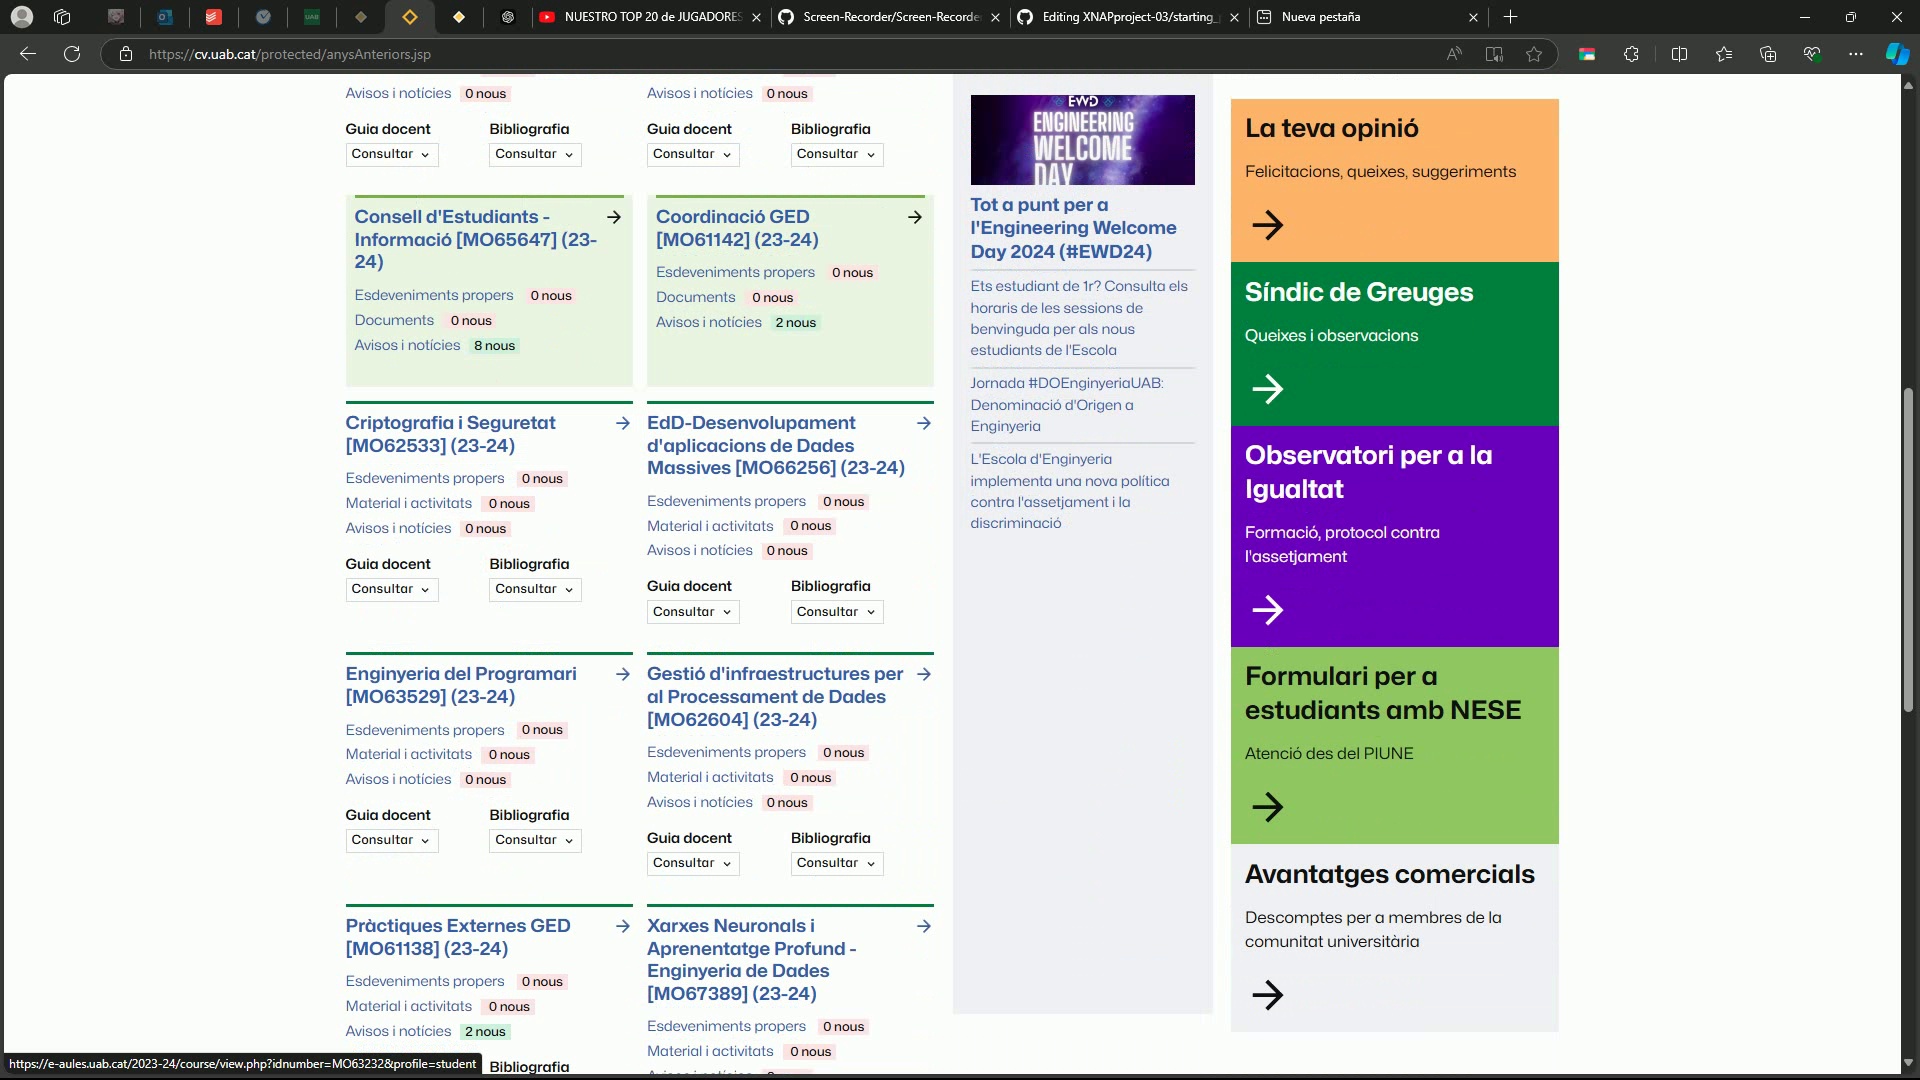 NUESTRO TOP 20 de JUGADORES
Screen-Recorder/Screen-Recorde
Editing XNAPproject-03/starting_
Nueva pestaña
https://cv.uab.cat/protected/anysAnteriors.jsp
Avisos i notícies 0 nous
Guia docent Bibliografia
Consultar Consultar
Avisos i notícies 0 nous
Guia docent Bibliografia
Consultar Consultar
Consell d'Estudiants -
Informació [MO65647] (23-
24)
Esdeveniments propers 0 nous
Documents 0 nous
Avisos i notícies 8 nous
Coordinació GED
[MO61142] (23-24)
Esdeveniments propers 0 nous
Documents 0 nous
Avisos i notícies 2 nous
Criptografia i Seguretat
[MO62533] (23-24)
Esdeveniments propers 0 nous
Material i activitats 0 nous
Avisos i notícies 0 nous
Guia docent Bibliografia
Consultar Consultar
EdD-Desenvolupament
d'aplicacions de Dades
Massives [MO66256] (23-24)
Esdeveniments propers 0 nous
Material i activitats 0 nous
Avisos i notícies 0 nous
Guia docent Bibliografia
Consultar Consultar
Enginyeria del Programari
[MO63529] (23-24)
Esdeveniments propers 0 nous
Material i activitats 0 nous
Avisos i notícies 0 nous
Guia docent Bibliografia
Consultar Consultar
Gestió d'infraestructures per
al Processament de Dades
[MO62604] (23-24)
Esdeveniments propers 0 nous
Material i activitats 0 nous
Avisos i notícies 0 nous
Guia docent Bibliografia
Consultar Consultar
Pràctiques Externes GED
[MO61138] (23-24)
Esdeveniments propers 0 nous
Material i activitats 0 nous
Avisos i notícies 2 nous
Bibliografia
Xarxes Neuronals i
Aprenentatge Profund -
Enginyeria de Dades
[MO67389] (23-24)
Esdeveniments propers 0 nous
Material i activitats 0 nous
EWD
ENGINEERING
WELCOME
DAY
Tot a punt per a
l'Engineering Welcome
Day 2024 (#EWD24)
Ets estudiant de 1r? Consulta els
horaris de les sessions de
benvinguda per als nous
estudiants de l'Escola
Jornada #DOEnginyeriaUAB:
Denominació d'Origen a
Enginyeria
L'Escola d'Enginyeria
implementa una nova política
contra l'assetjament i la
discriminació
La teva opinió
Felicitacions, queixes, suggeriments
Síndic de Greuges
Queixes i observacions
Observatori per a la
Igualtat
Formació, protocol contra
l'assetjament
Formulari per a
estudiants amb NESE
Atenció des del PIUNE
Avantatges comercials
Descomptes per a membres de la
comunitat universitària
https://e-aules.uab.cat/2023-24/course/view.php?idnumber=MO63232&profile=student